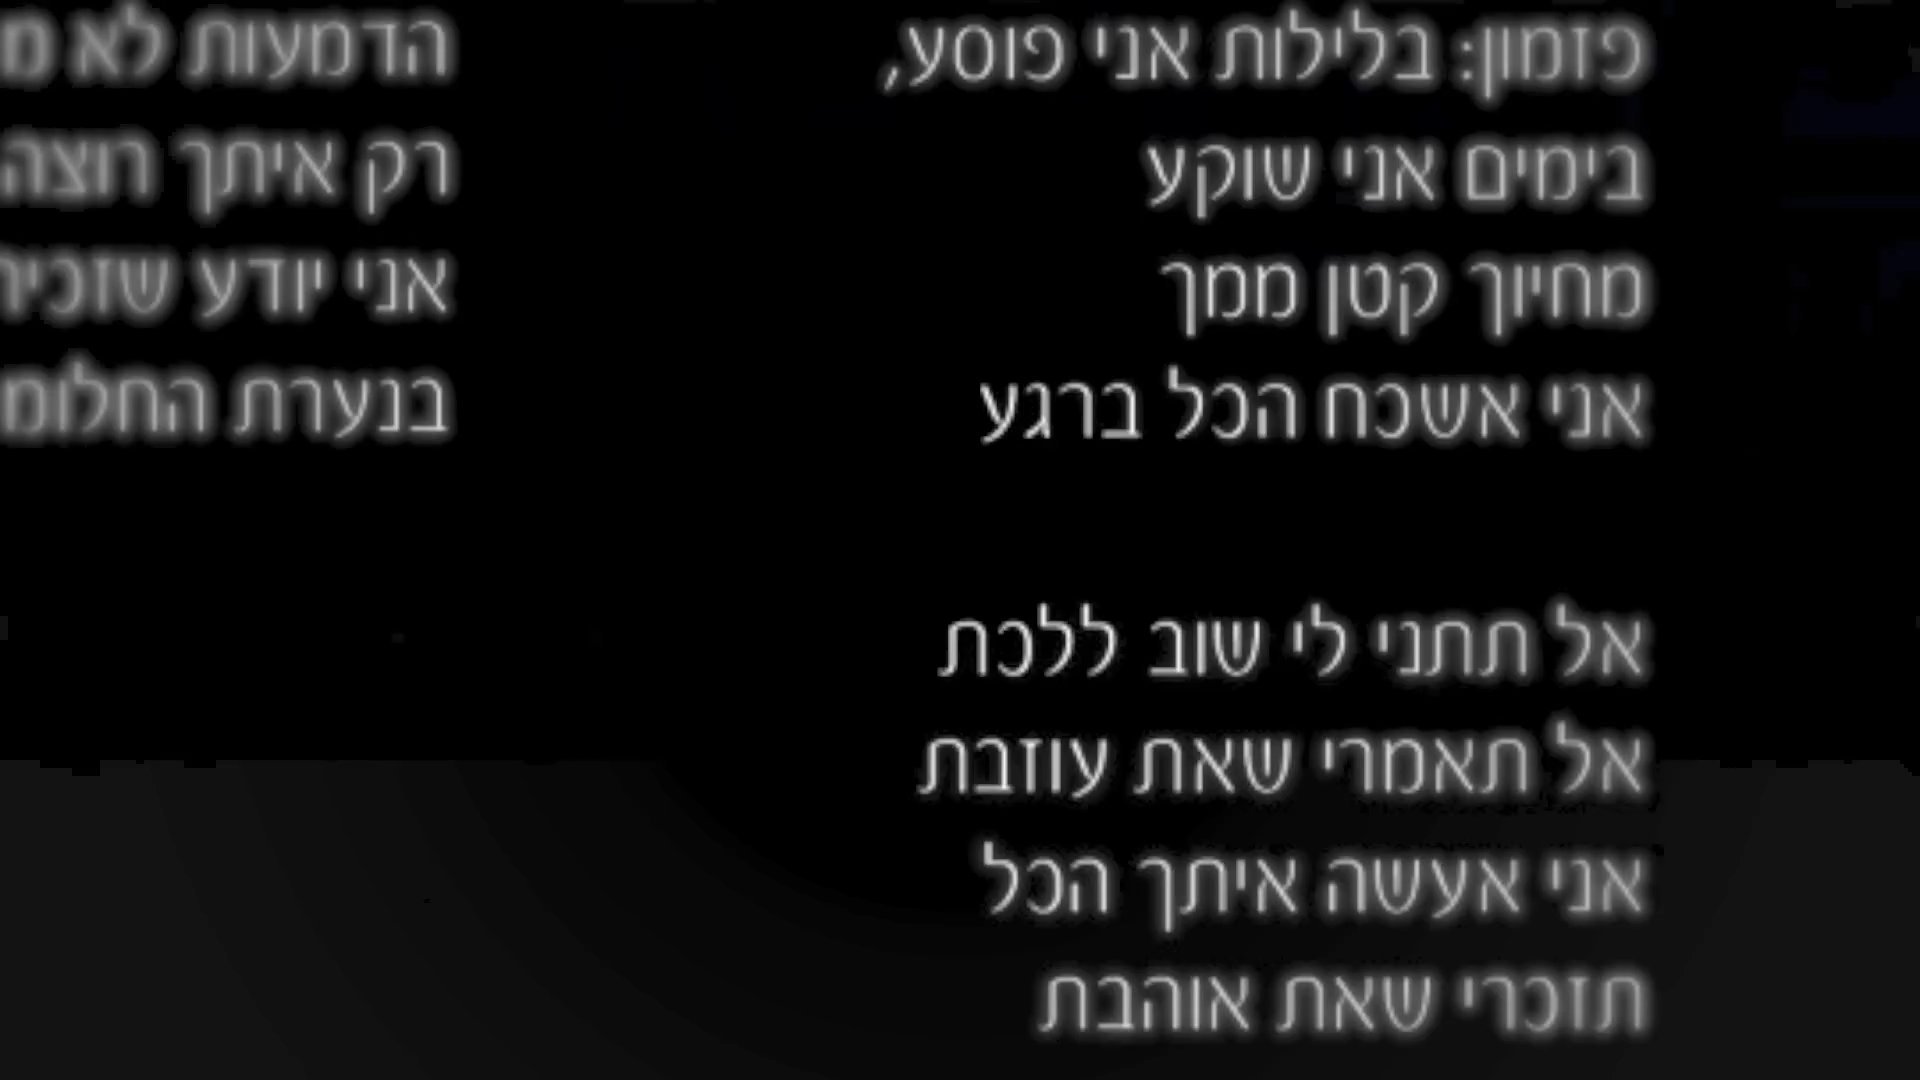 פזמון: בלילות אני פוסע,
בימים אני שוקע
מחיוך קטן ממך
אני אשכח הכל ברגע
אל תתני לי שוב ללכת
אל תאמרי שאת עוזבת
אני אעשה איתך הכל
תזכרי שאת אוהבת
הדמעות לא
רק איתך רוצה
אני יודע
בנערת